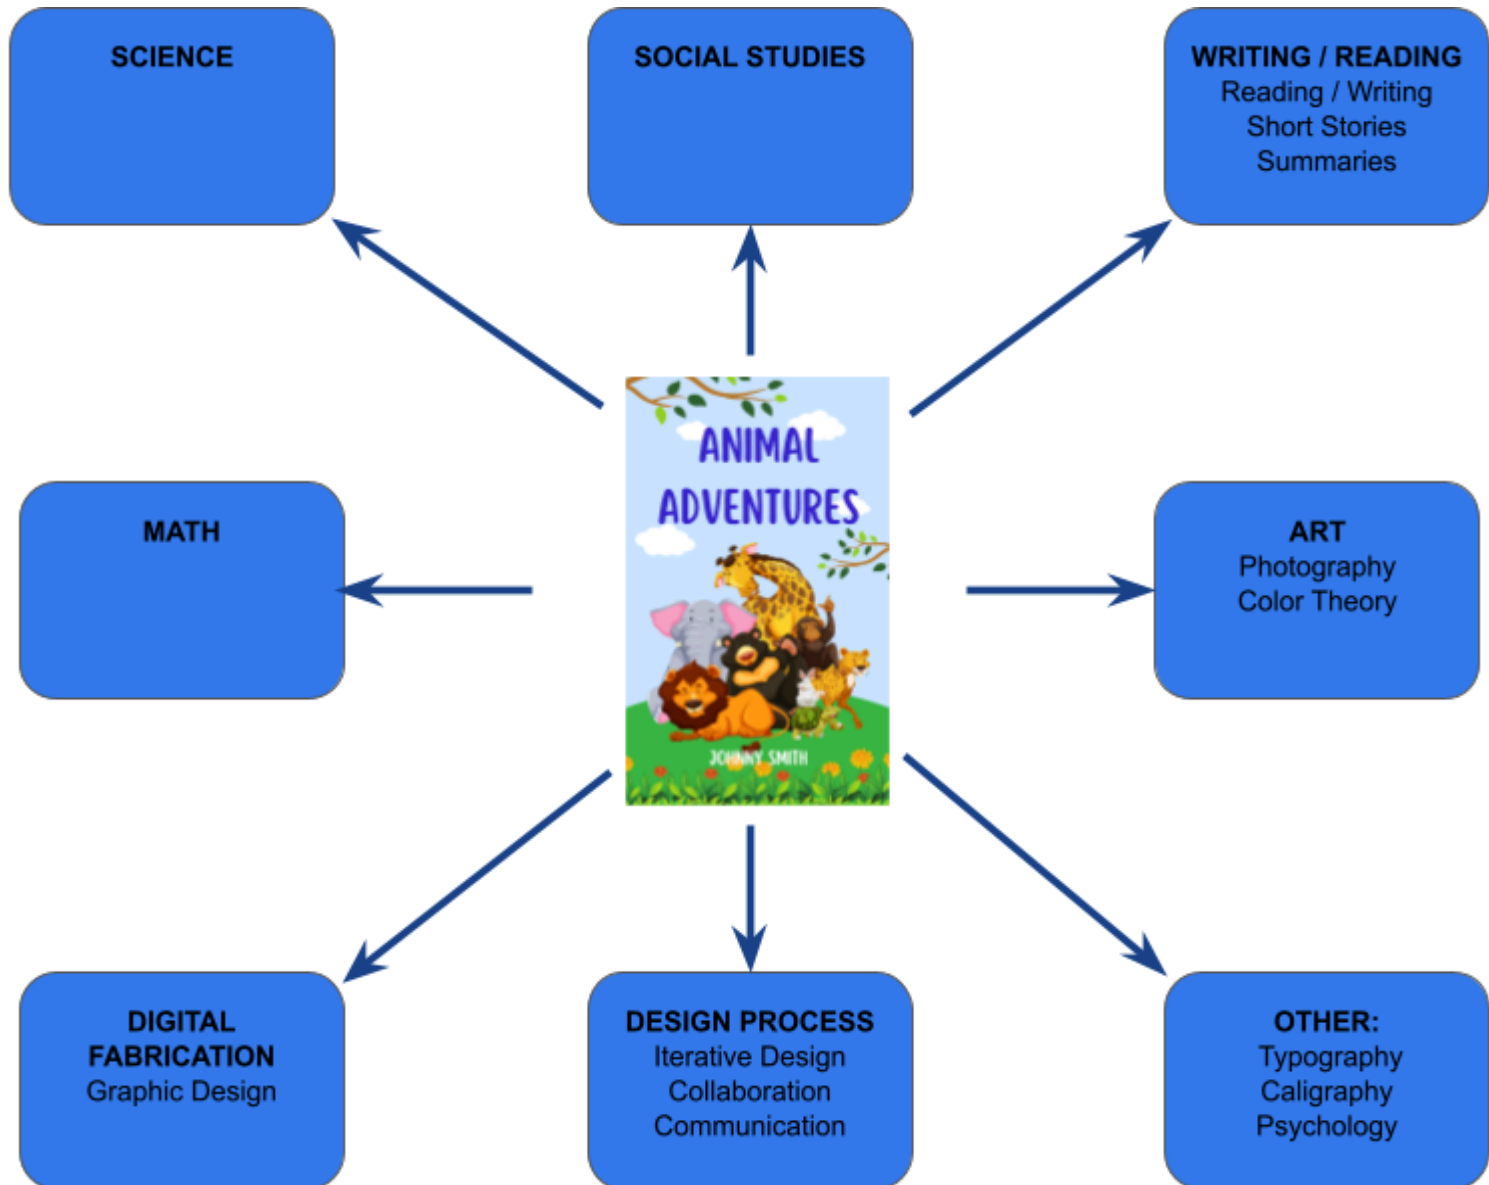 SCIENCE
SOCIAL STUDIES
WRITING / READING
Reading / Writing
Short Stories
Summaries
ANIMAL
ADVENTURES
JOHNNY SMITH
MATH
ART
Photography
Color Theory
DIGITAL
FABRICATION
Graphic Design
DESIGN PROCESS
Iterative Design
Collaboration
Communication
OTHER:
Typography
Caligraphy
Psychology